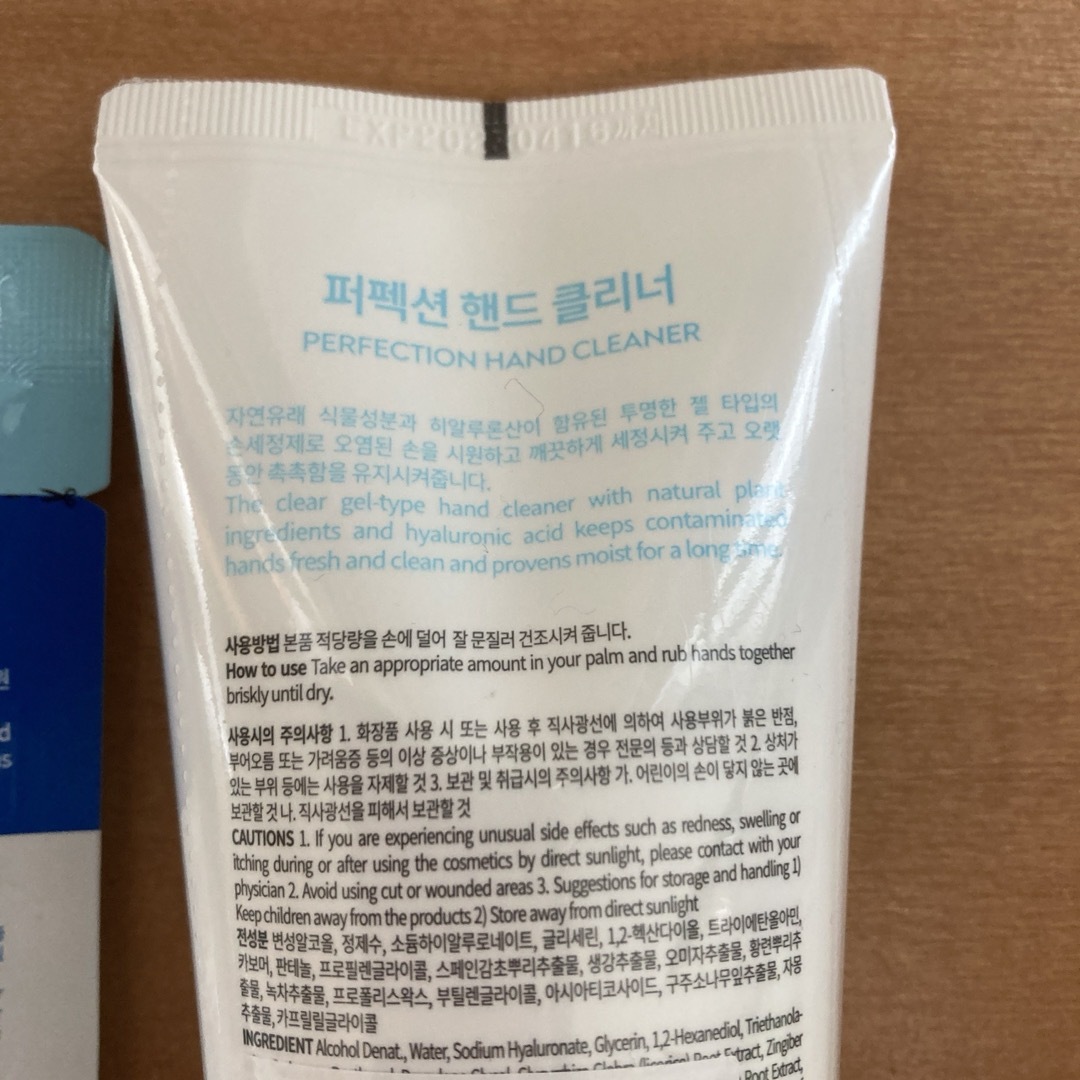 퍼펙션 핸드 클리너
PERFECTION HAND CLEANER
자연유래 식물성분과 히알루론산이 함유된 투명한 젤 타입의
손세정제로 오염된 손을 시원하고 깨끗하게 세정시켜 주고 오랫
동안 촉촉함을 유지시켜줍니다.
The clear gel-type hand cleaner with natural plant
ingredients and hyaluronic acid keeps contaminated
hands fresh and clean and provens moist for a long time.
사용방법 본품 적당량을 손에 덜어 잘 문질러 건조시켜 줍니다.
How to use Take an appropriate amount in your palm and rub hands together
briskly until dry.
사용시의 주의사항 1. 화장품 사용 시 또는 사용 후 직사광선에 의하여 사용부위가 붉은 반점,
부어오름 또는 가려움증 등의 이상 증상이나 부작용이 있는 경우 전문의 등과 상담할 것 2. 상처가
있는 부위 등에는 사용을 자제할 것 3. 보관 및 취급시의 주의사항 가. 어린이의 손이 닿지 않는 곳에
보관할 것 나. 직사광선을 피해서 보관할 것
CAUTIONS 1. If you are experiencing unusual side effects such as redness, swelling or
itching during or after using the cosmetics by direct sunlight, please contact with your
physician 2. Avoid using cut or wounded areas 3. Suggestions for storage and handling 1)
Keep children away from the products 2) Store away from direct sunlight
전성분 변성알코올, 정제수, 소듐하이알루로네이트, 글리세린, 1,2-헥산다이올, 트라이에탄올아민,
카보머, 판테놀, 프로필렌글라이콜, 스페인감초뿌리추출물, 생강추출물, 오미자추출물, 황련뿌리추
출물, 녹차추출물, 프로폴리스왁스, 부틸렌글라이콜, 아시아티코사이드, 구주소나무잎추출물, 자몽
추출물, 카프릴릴글라이콜
INGREDIENT Alcohol Denat., Water, Sodium Hyaluronate, Glycerin, 1,2-Hexanediol, Triethanola-
(licorice) Root Extract, Zingiber
Root Extract,